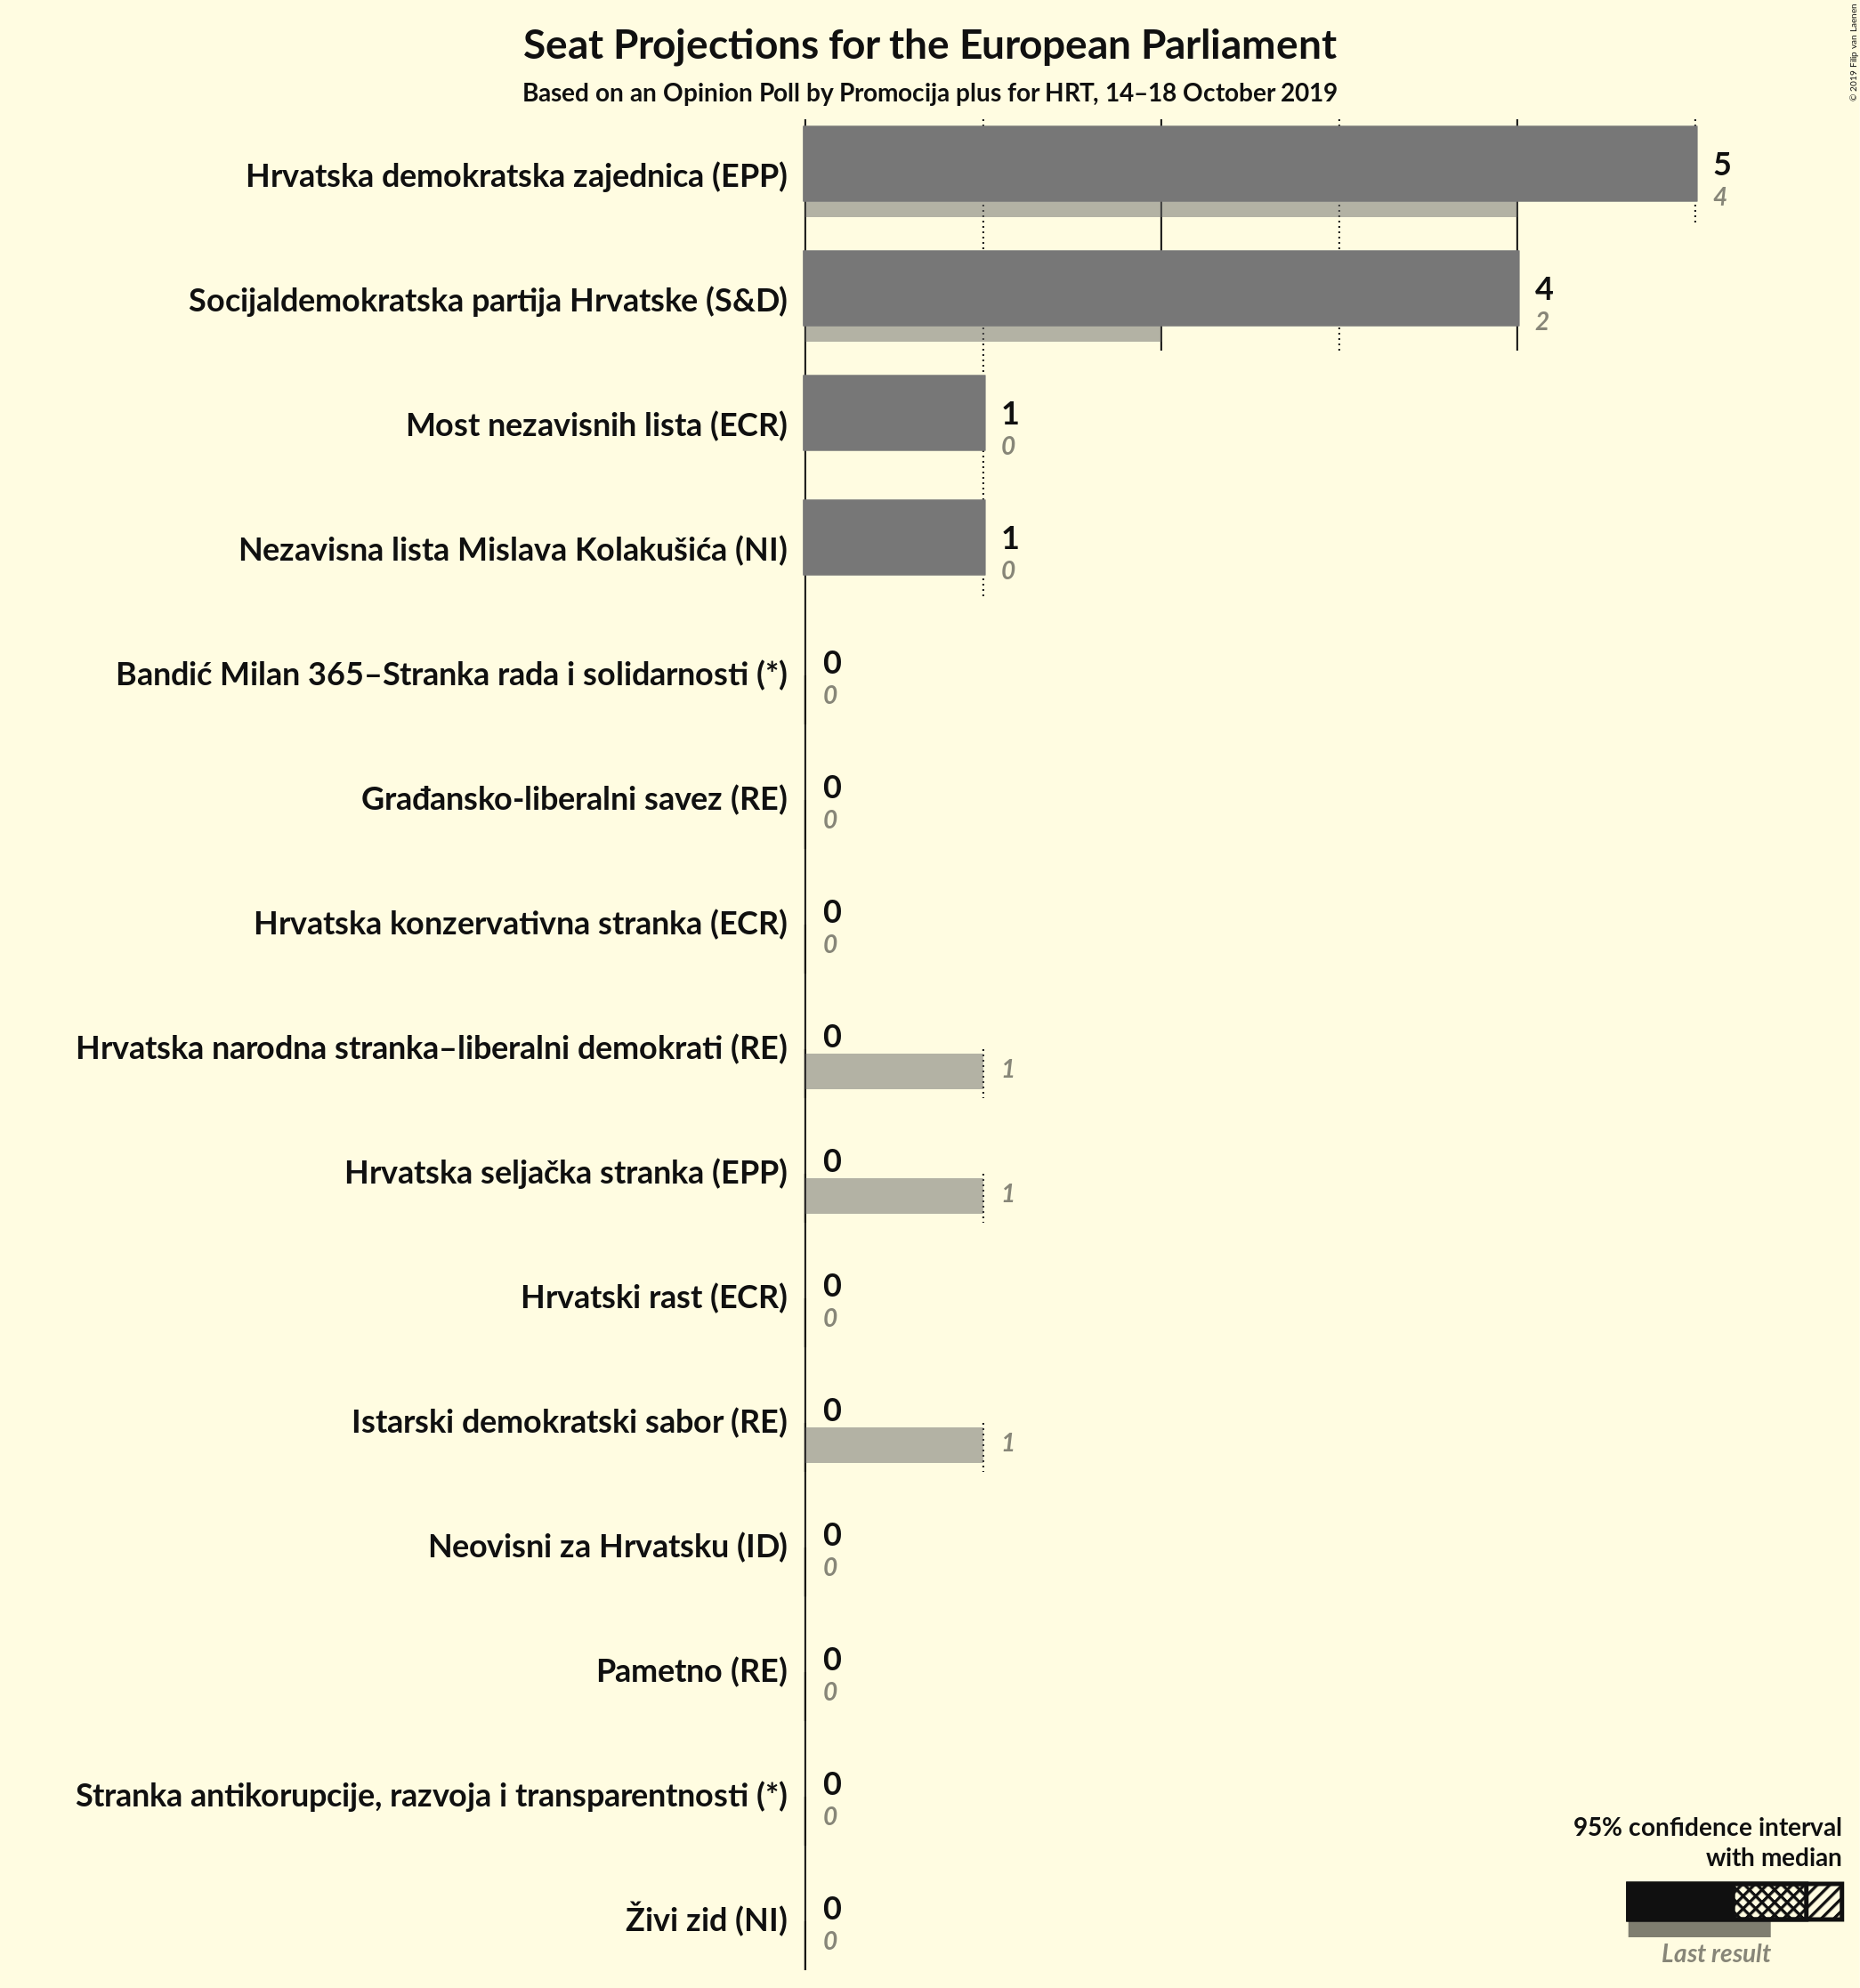 Seat Projections for the European Parliament
Based on an Opinion Poll by Promocija plus for HRT, 14–18 October 2019
© 2019 Filip van Laenen
Hrvatska demokratska zajednica (EPP)
5
4
Socijaldemokratska partija Hrvatske (S&D)
4
2
Most nezavisnih lista (ECR)
1
0
Nezavisna lista Mislava Kolakušića (NI)
1
0
Bandić Milan 365–Stranka rada i solidarnosti (*)
0
0
Građansko-liberalni savez (RE)
0
0
Hrvatska konzervativna stranka (ECR)
0
0
Hrvatska narodna stranka–liberalni demokrati (RE)
0
1
Hrvatska seljačka stranka (EPP)
0
1
Hrvatski rast (ECR)
0
0
Istarski demokratski sabor (RE)
0
1
Neovisni za Hrvatsku (ID)
0
0
Pametno (RE)
0
0
Stranka antikorupcije, razvoja i transparentnosti (*)
0
0
Živi zid (NI)
0
0
95% confidence interval
with median
Last result